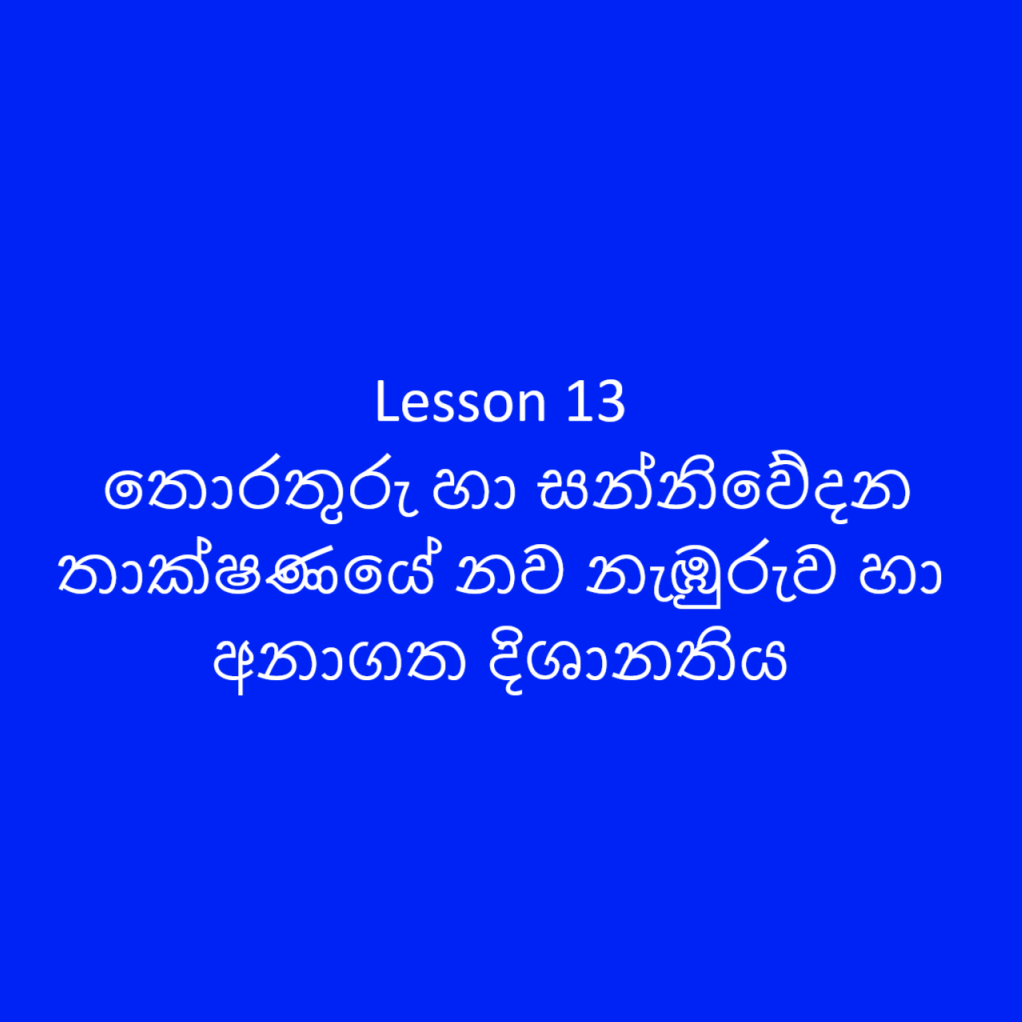 Lesson 13
තොරතුරු හා සන්නිවේදන
තාක්ෂණයේ නව නැඹුරුව හා
අනාගත දිශානතිය